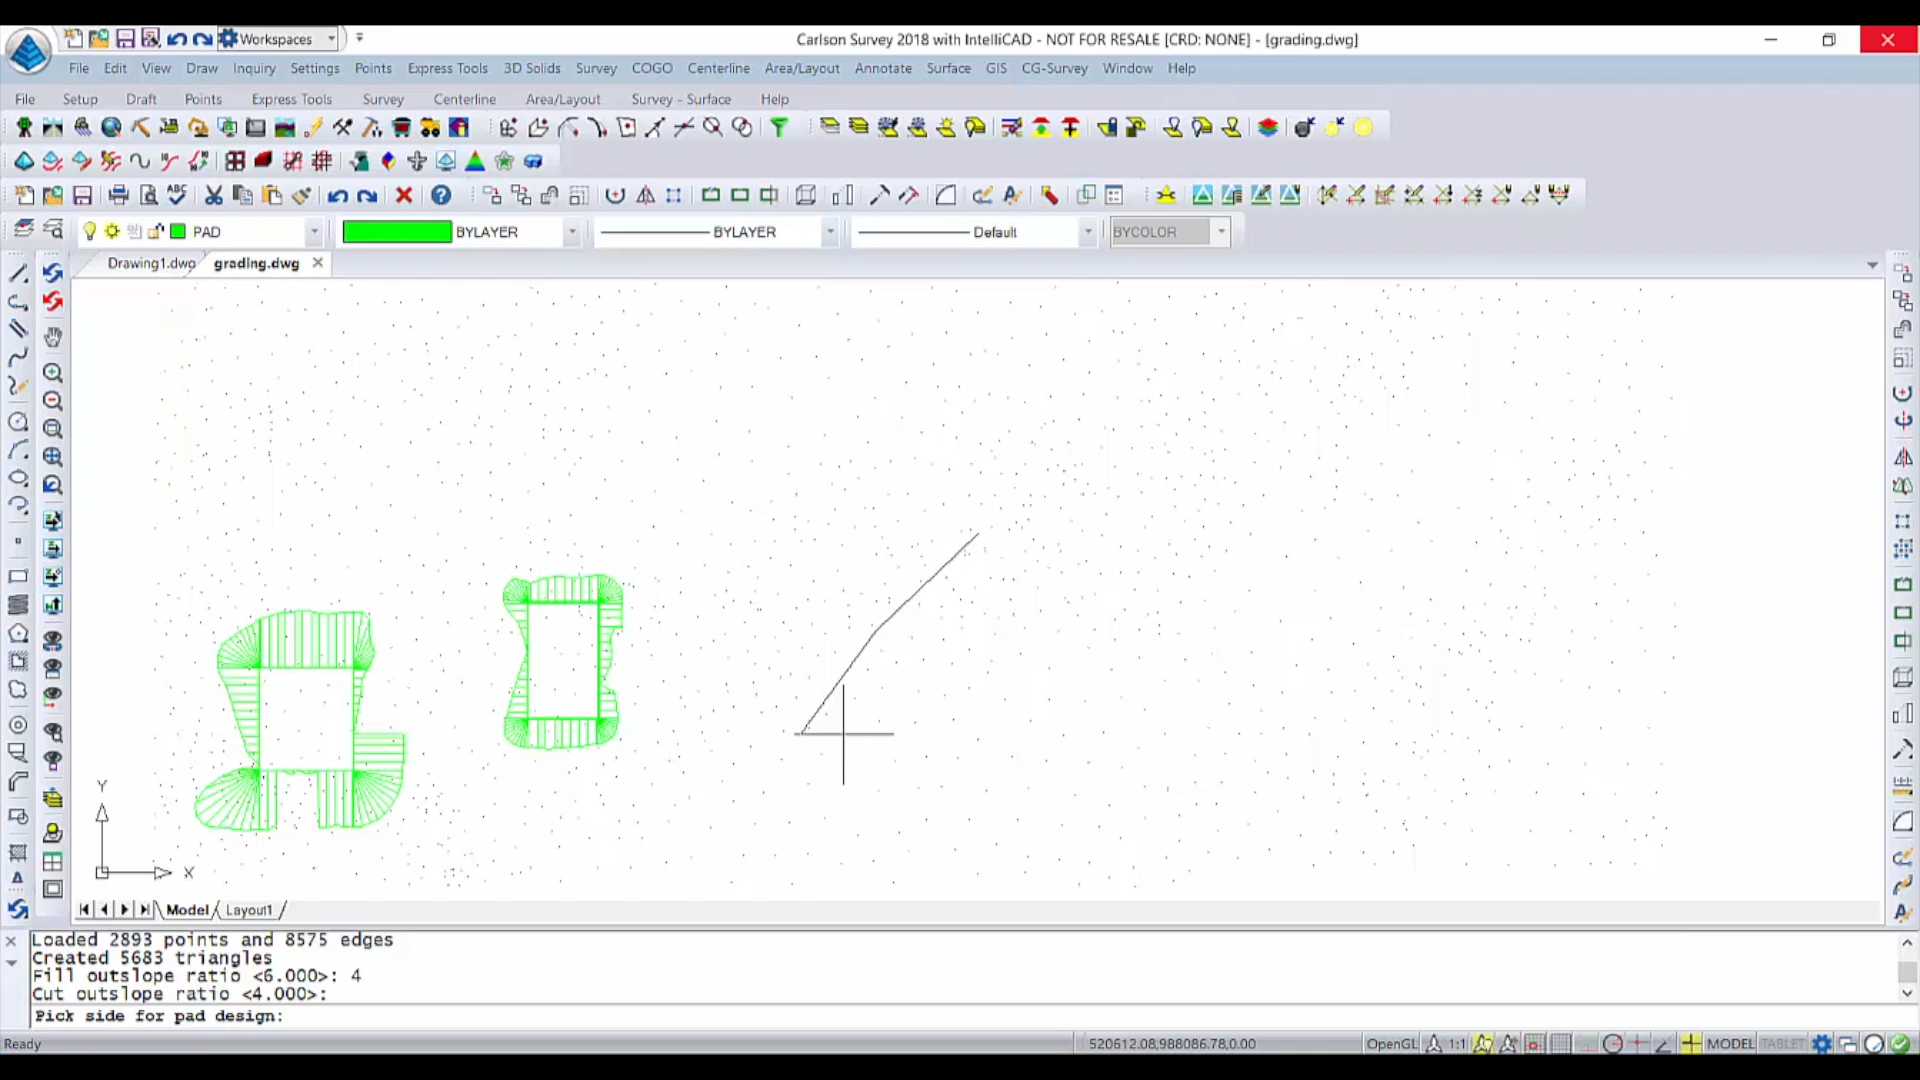 Workspaces
Carlson Survey 2018 with IntelliCAD - NOT FOR RESALE [CRD: NONE] - [grading.dwg]
File Edit View Draw Inquiry Settings Points Express Tools 3D Solids Survey COGO Centerline Area/Layout Annotate Surface GIS CG-Survey Window Help
File Setup Draft Points Express Tools Survey Centerline Area/Layout Survey - Surface Help
PAD BYLAYER BYLAYER Default BYCOLOR
Drawing1.dwg grading.dwg
Y
X
Model Layout1
Loaded 2893 points and 8575 edges
Created 5683 triangles
Fill outslope ratio <6.000>: 4
Cut outslope ratio <4.000>:
Pick side for pad design:
Ready 520612.08,988086.78,0.00 OpenGL 1:1 MODEL TABLET